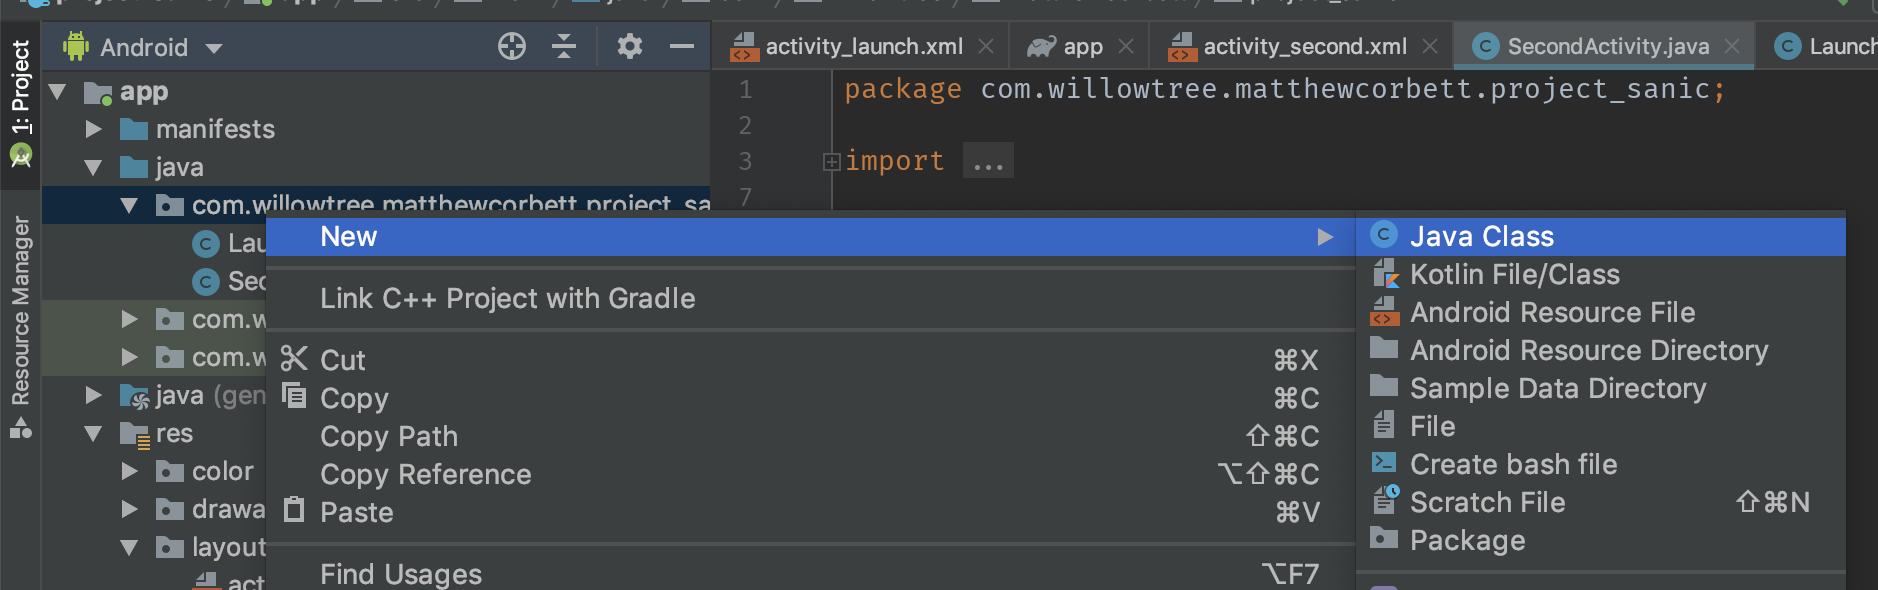 Android
activity_launch.xml
app
activity_second.xml
SecondActivity.java
Launch
1: Project
Resource Manager
app
manifests
java
com.willowtree.matthewcorbett.project_sa
Lau
Sec
com.w
com.w
java (gen
res
color
drawa
layout
act
1 package com.willowtree.matthewcorbett.project_sanic;
2
3 import ...
7
New
Link C++ Project with Gradle
Cut ⌘X
Copy ⌘C
Copy Path ⇧⌘C
Copy Reference ⌥⇧⌘C
Paste ⌘V
Find Usages ⌥F7
Java Class
Kotlin File/Class
Android Resource File
Android Resource Directory
Sample Data Directory
File
Create bash file
Scratch File ⇧⌘N
Package